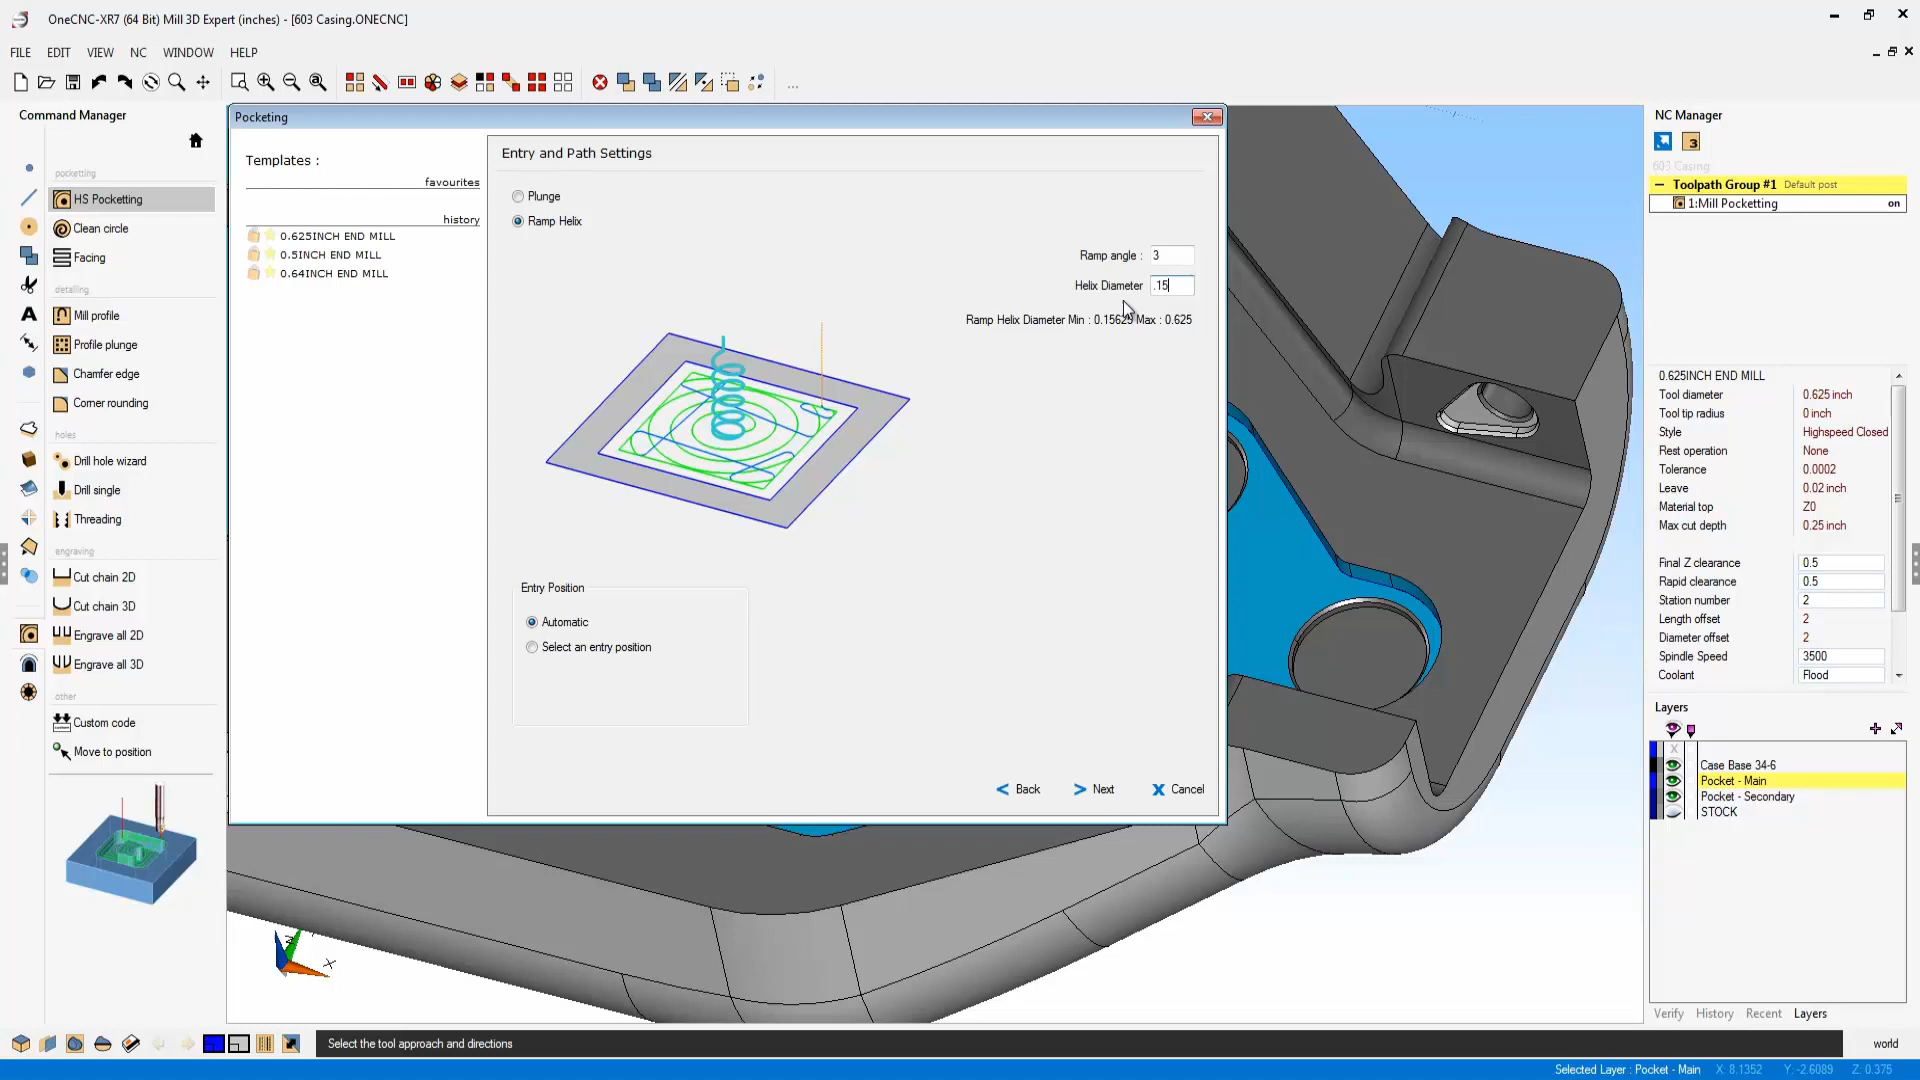 OneCNC-XR7 (64 Bit) Mill 3D Expert (inches) - [603 Casing.ONECNC]
FILE EDIT VIEW NC WINDOW HELP
Command Manager
pocketting
HS Pocketting
Clean circle
Facing
detailing
Mill profile
Profile plunge
Chamfer edge
Corner rounding
holes
Drill hole wizard
Drill single
Threading
engraving
Cut chain 2D
Cut chain 3D
Engrave all 2D
Engrave all 3D
other
Custom code
Move to position
Pocketing
Templates :
favourites
history
0.625INCH END MILL
0.5INCH END MILL
0.64INCH END MILL
Entry and Path Settings
Plunge
Ramp Helix
Ramp angle : 3
Helix Diameter .15
Ramp Helix Diameter Min : 0.15625 Max : 0.625
Entry Position
Automatic
Select an entry position
< Back > Next X Cancel
NC Manager
3
603 Casing
Toolpath Group #1 Default post
1:Mill Pocketting on
0.625INCH END MILL
Tool diameter 0.625 inch
Tool tip radius 0 inch
Style Highspeed Closed
Rest operation None
Tolerance 0.0002
Leave 0.02 inch
Material top Z0
Max cut depth 0.25 inch
Final Z clearance 0.5
Rapid clearance 0.5
Station number 2
Length offset 2
Diameter offset 2
Spindle Speed 3500
Coolant Flood
Layers
X
Case Base 34-6
Pocket - Main
Pocket - Secondary
STOCK
Verify History Recent Layers
Z X
Select the tool approach and directions
world
Selected Layer : Pocket - Main X: 8.1352 Y: -2.6089 Z: 0.375